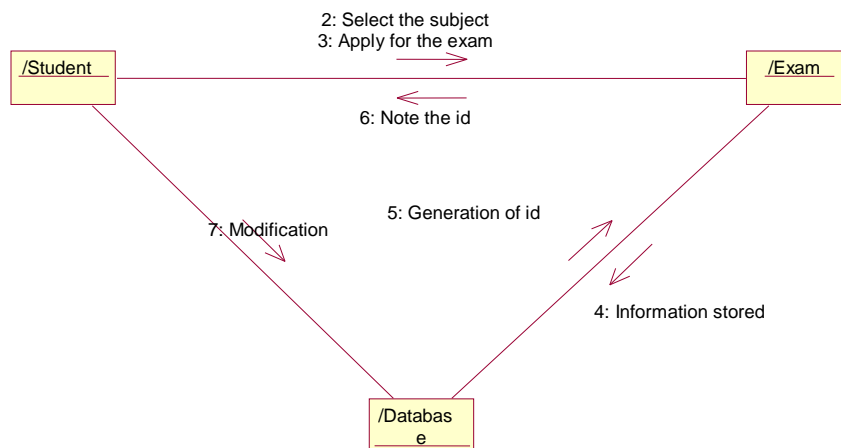 2: Select the subject
3: Apply for the exam
/Student
/Exam
6: Note the id
5: Generation of id
7: Modification
4: Information stored
/Databas
e